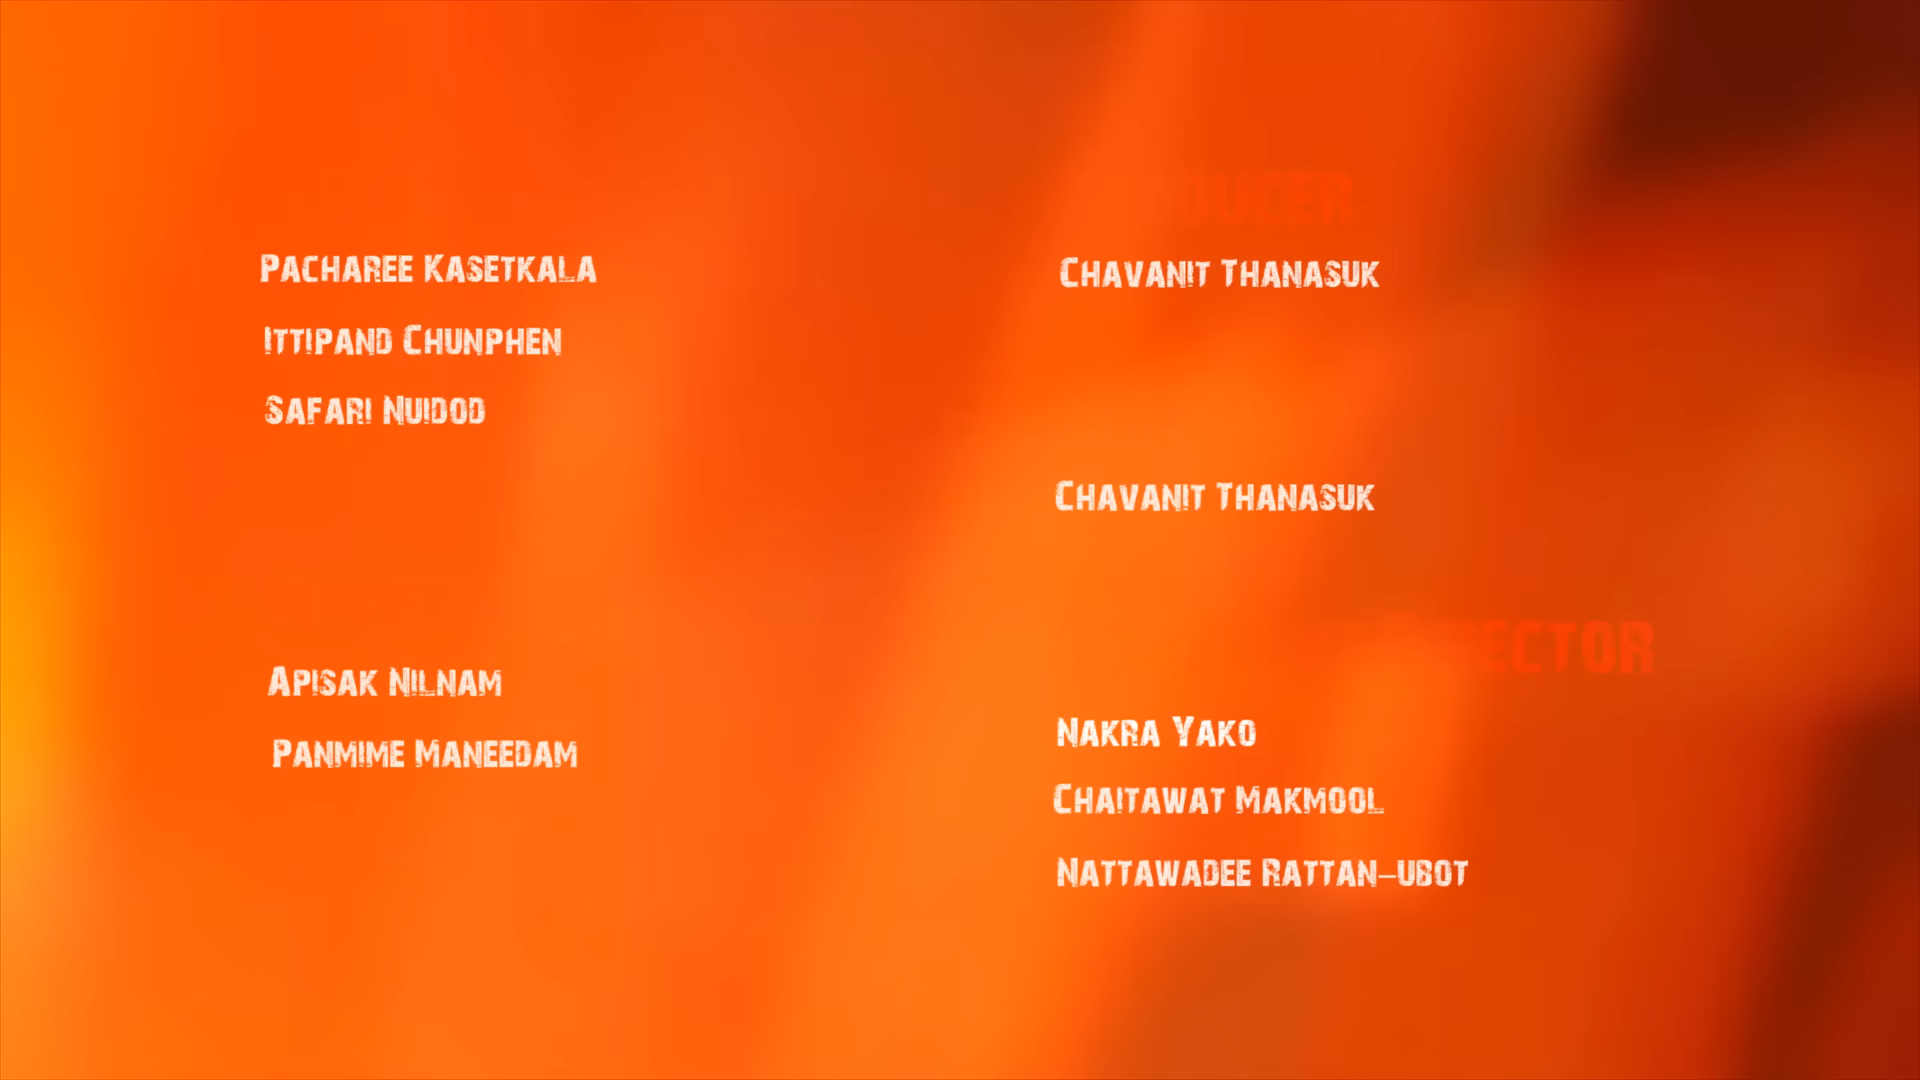 Pacharee Kasetkala
Ittipand Chunphen
Safari Nuidod
Apisak Nilnam
Panmime Maneedam
Chavanit Thanasuk
Chavanit Thanasuk
Nakra Yako
Chaitawat Makmool
Nattawadee Rattan-ubot